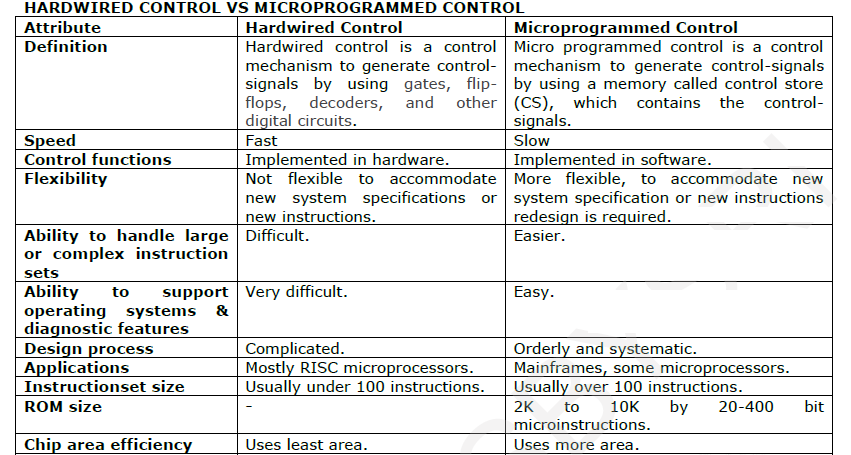 HARDWIRED CONTROL VS MICROPROGRAMMED CONTROL
Attribute Hardwired Control Microprogrammed Control
Definition
Hardwired control is a control
mechanism to generate control-
signals by using gates, flip-
flops, decoders, and other
digital circuits.
Micro programmed control is a control
mechanism to generate control-signals
by using a memory called control store
(CS), which contains the control-
signals.
Speed Fast Slow
Control functions Implemented in hardware. Implemented in software.
Flexibility
Not flexible to accommodate
new system specifications or
new instructions.
More flexible, to accommodate new
system specification or new instructions
redesign is required.
Ability to handle large
or complex instruction
sets
Difficult.
Easier.
Ability to support
operating systems &
diagnostic features
Very difficult.
Easy.
Design process Complicated. Orderly and systematic.
Applications Mostly RISC microprocessors. Mainframes, some microprocessors.
Instructionset size Usually under 100 instructions. Usually over 100 instructions.
ROM size
-
2K to 10K by 20-400 bit
microinstructions.
Chip area efficiency Uses least area. Uses more area.